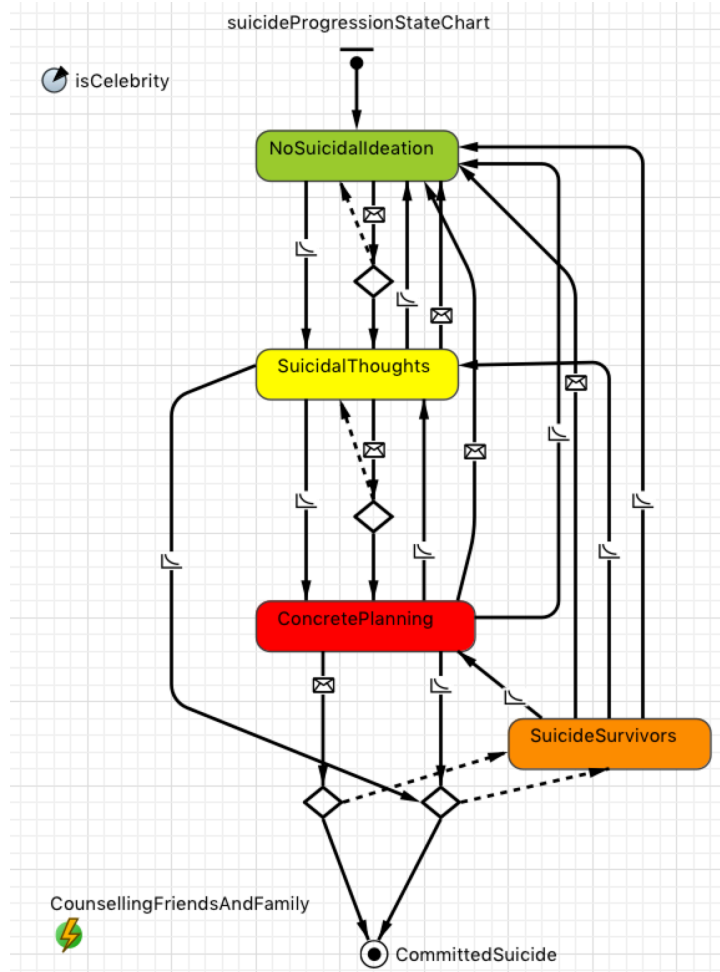 suicideProgressionStateChart
isCelebrity
NoSuicidalIdeation
SuicidalThoughts
ConcretePlanning
SuicideSurvivors
CounsellingFriendsAndFamily
CommittedSuicide